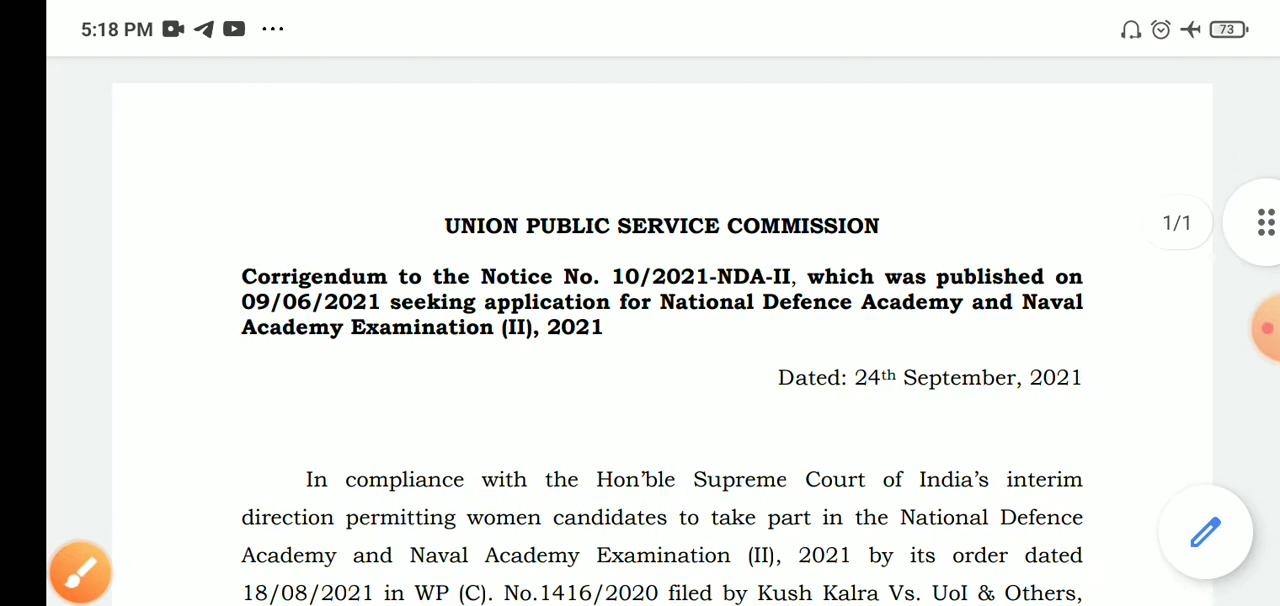 5:18 PM
73
1/1
UNION PUBLIC SERVICE COMMISSION
Corrigendum to the Notice No. 10/2021-NDA-II, which was published on
09/06/2021 seeking application for National Defence Academy and Naval
Academy Examination (II), 2021
Dated: 24th September, 2021
In compliance with the Hon’ble Supreme Court of India’s interim
direction permitting women candidates to take part in the National Defence
Academy and Naval Academy Examination (II), 2021 by its order dated
18/08/2021 in WP (C). No.1416/2020 filed by Kush Kalra Vs. UoI & Others,